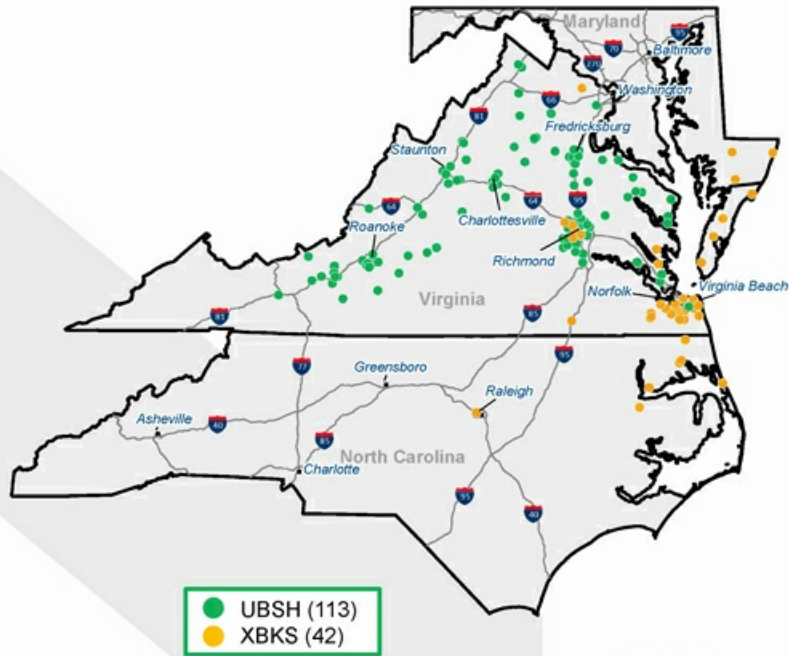 95
Maryland
70
Baltimore
270
Washington
66
81
Fredricksburg
Staunton
64
64
95
Charlottesville
Roanoke
Richmond
Virginia Beach
Norfolk
Virginia
81
85
95
77
Greensboro
Raleigh
Asheville
40
85
North Carolina
Charlotte
95
40
UBSH (113)
XBKS (42)